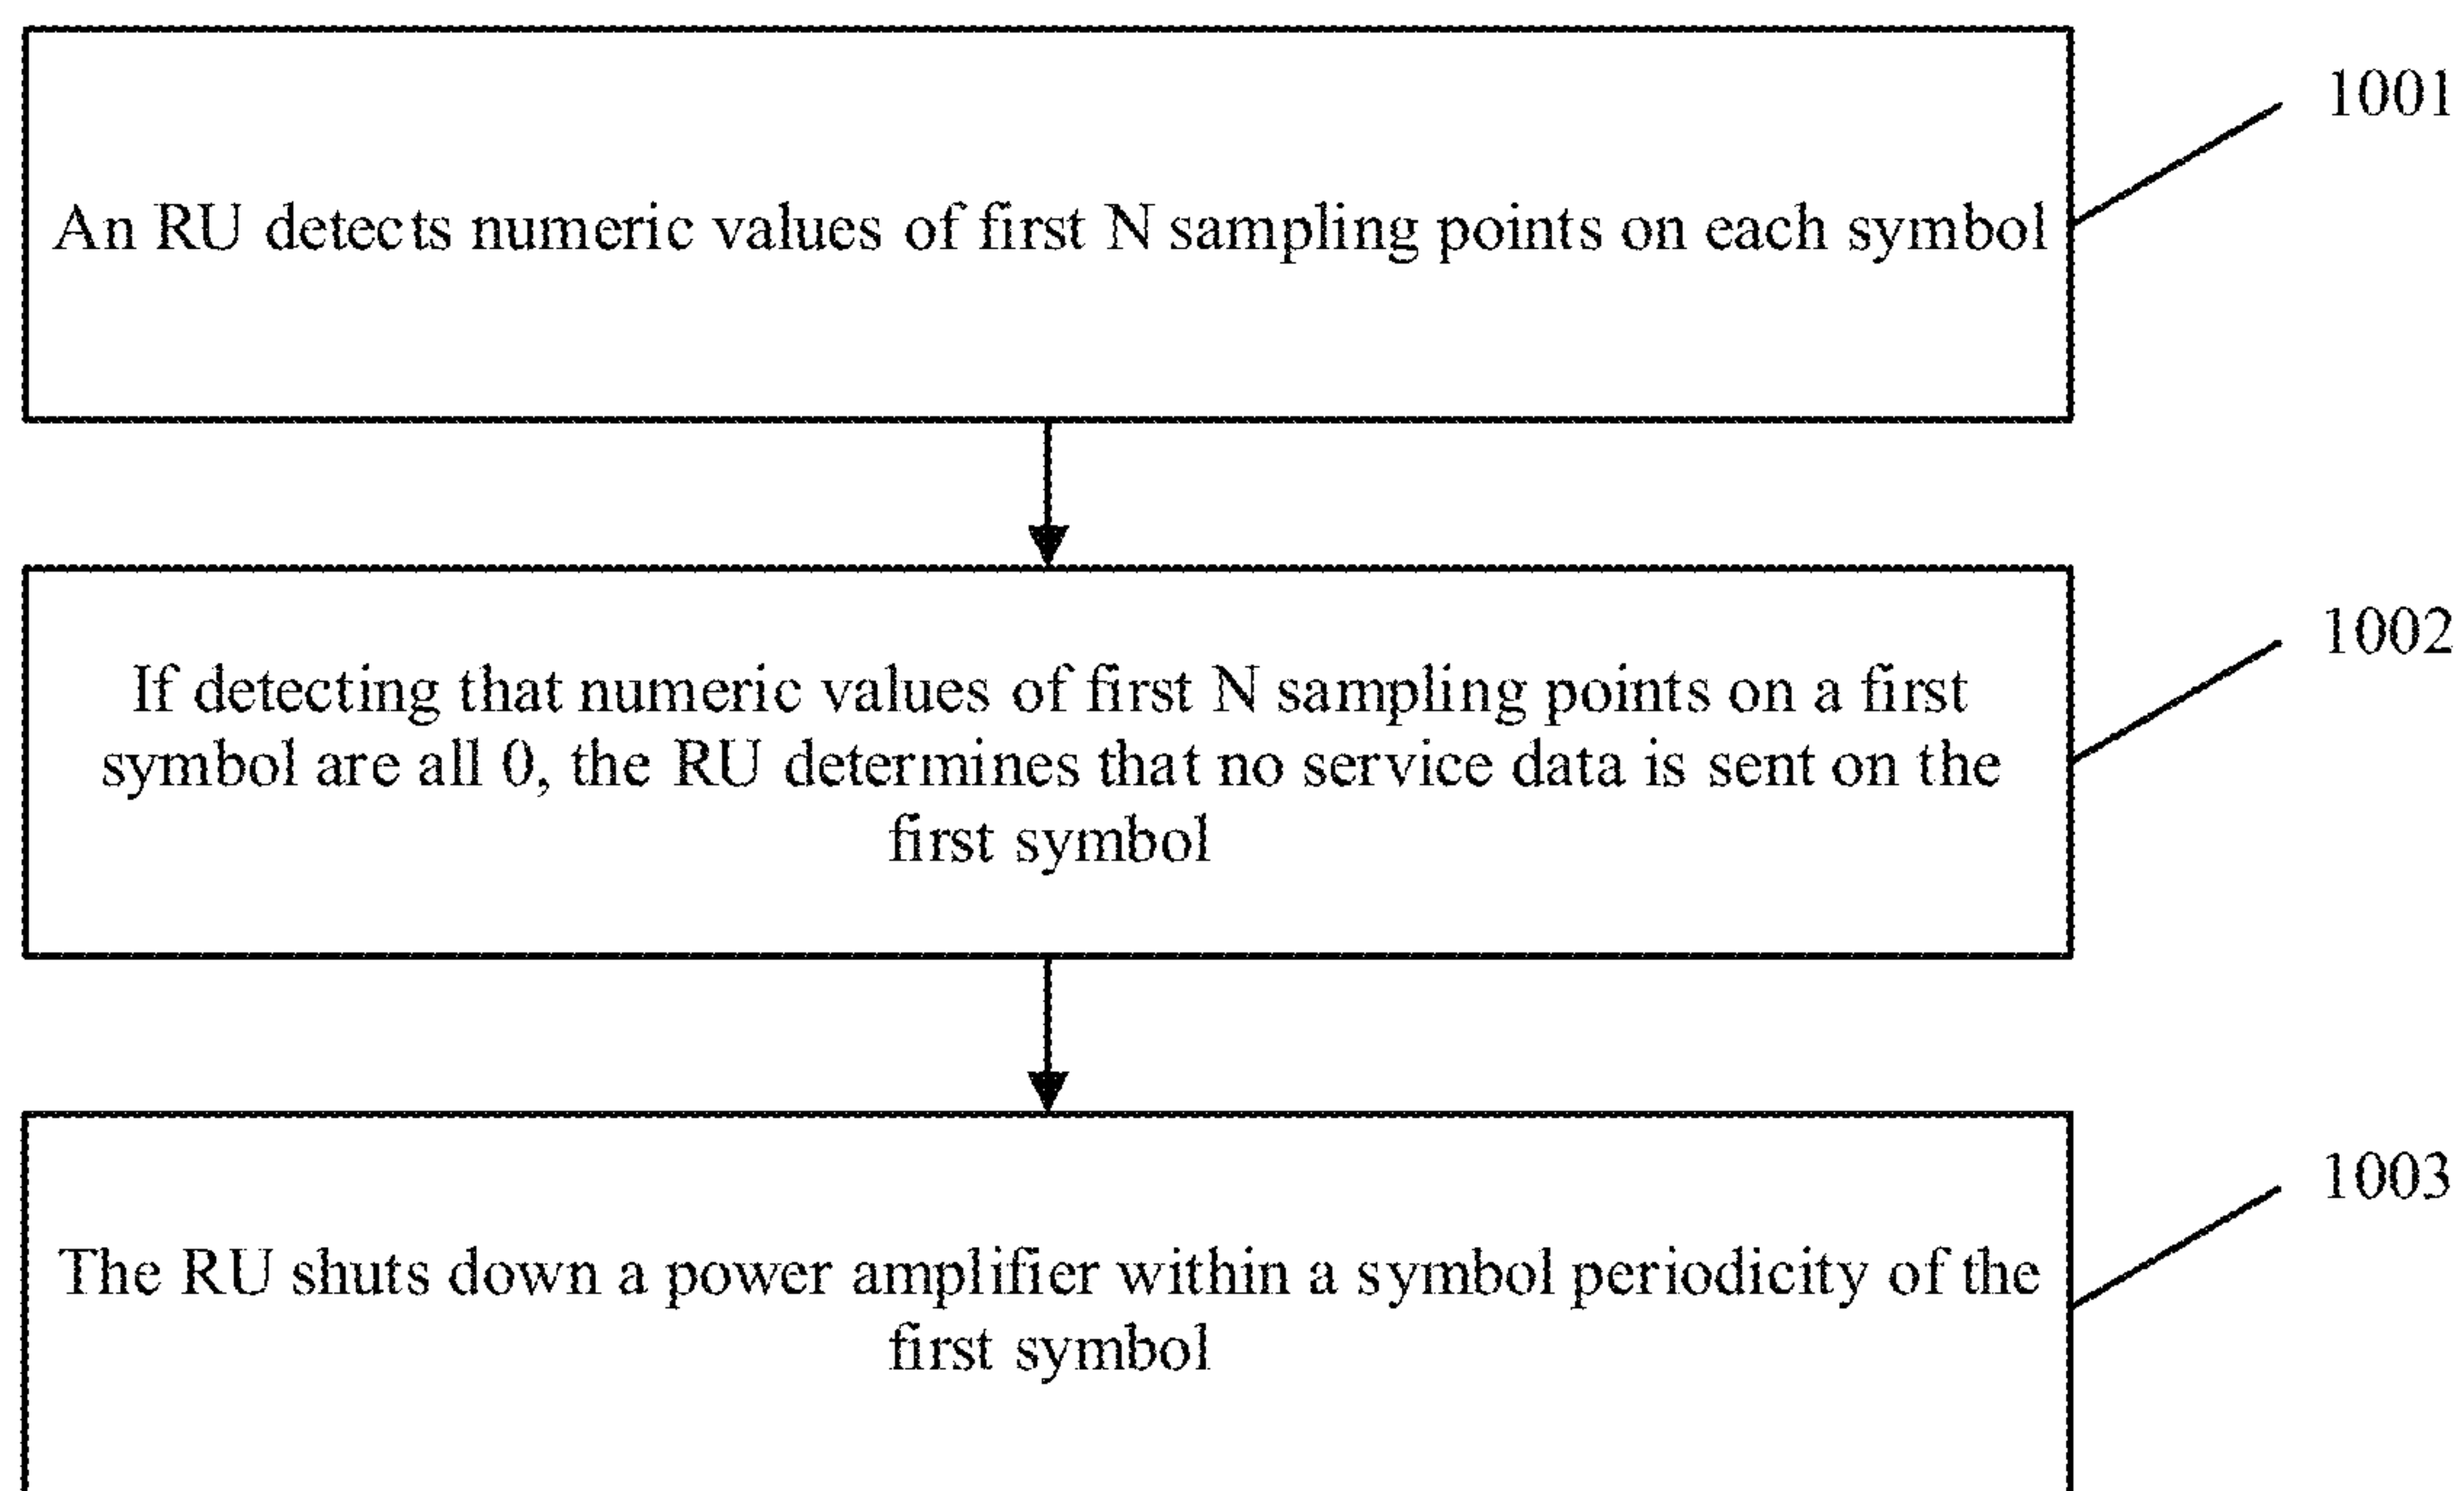 1001
An RU detects numeric values of first N sampling points on each symbol
1002
If detecting that numeric values of first N sampling points on a first
symbol are all 0, the RU determines that no service data is sent on the
first symbol
1003
The RU shuts down a power amplifier within a symbol periodicity of the
first symbol